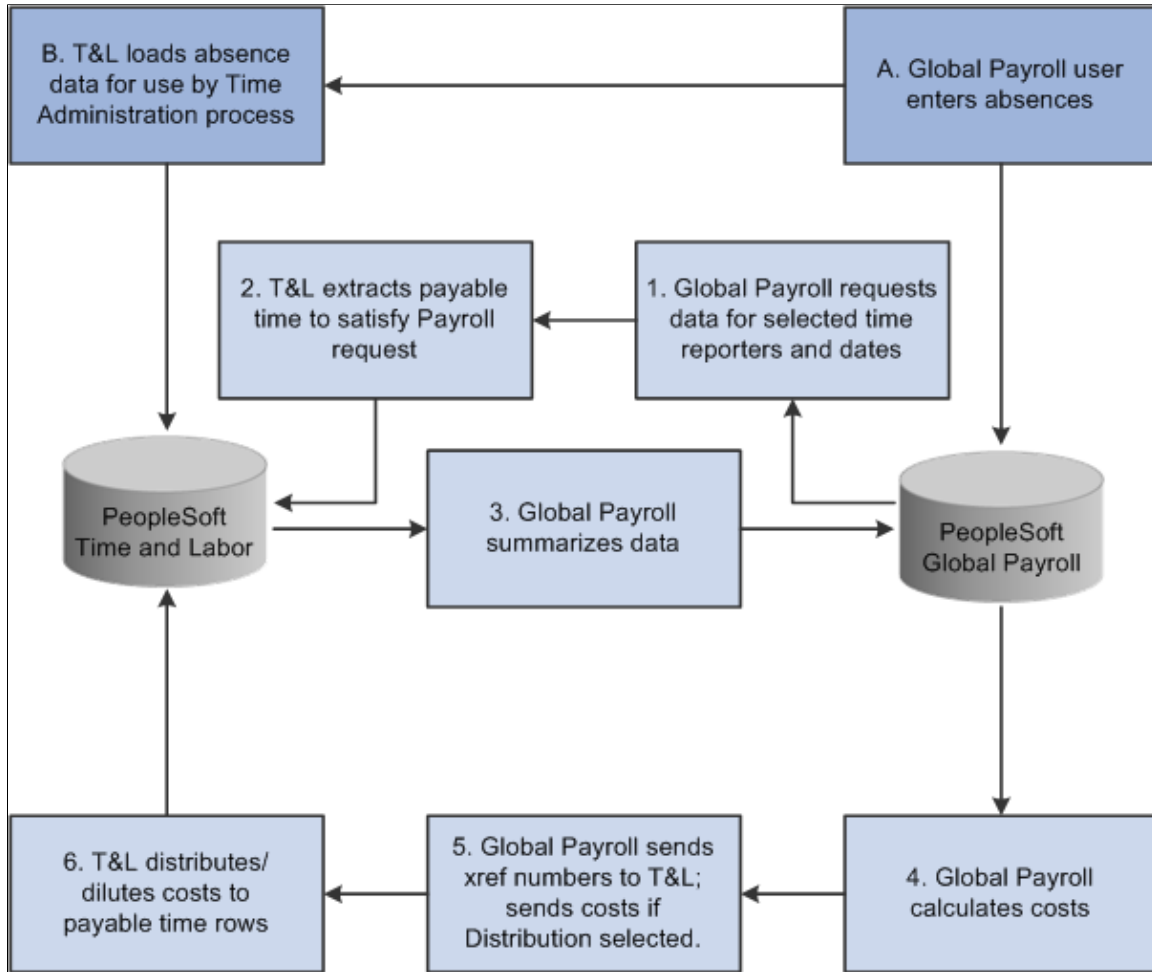 B. T&L loads absence
data for use by Time
Administration process
A. Global Payroll user
enters absences
2. T&L extracts payable
time to satisfy Payroll
request
1. Global Payroll requests
data for selected time
reporters and dates
PeopleSoft
Time and Labor
3. Global Payroll
summarizes data
PeopleSoft
Global Payroll
6. T&L distributes/
dilutes costs to
payable time rows
5. Global Payroll sends
xref numbers to T&L;
sends costs if
Distribution selected.
4. Global Payroll
calculates costs